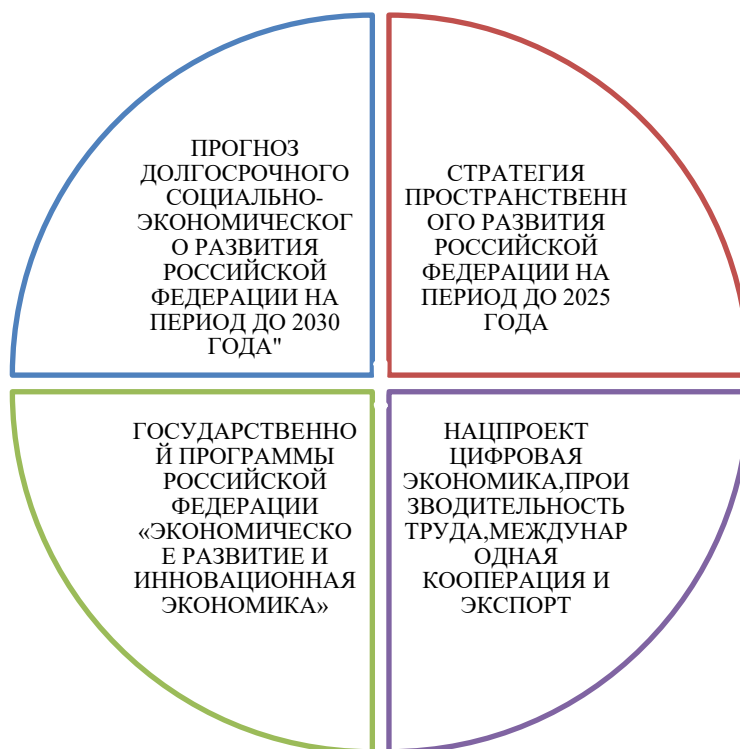 ПРОГНОЗ
ДОЛГОСРОЧНОГО
СОЦИАЛЬНО-
ЭКОНОМИЧЕСКОГ
О РАЗВИТИЯ
РОССИЙСКОЙ
ФЕДЕРАЦИИ НА
ПЕРИОД ДО 2030
ГОДА"
СТРАТЕГИЯ
ПРОСТРАНСТВЕНН
ОГО РАЗВИТИЯ
РОССИЙСКОЙ
ФЕДЕРАЦИИ НА
ПЕРИОД ДО 2025
ГОДА
ГОСУДАРСТВЕННО
Й ПРОГРАММЫ
РОССИЙСКОЙ
ФЕДЕРАЦИИ
«ЭКОНОМИЧЕСКО
Е РАЗВИТИЕ И
ИННОВАЦИОННАЯ
ЭКОНОМИКА»
НАЦПРОЕКТ
ЦИФРОВАЯ
ЭКОНОМИКА,ПРОИ
ЗВОДИТЕЛЬНОСТЬ
ТРУДА,МЕЖДУНАР
ОДНАЯ
КООПЕРАЦИЯ И
ЭКСПОРТ